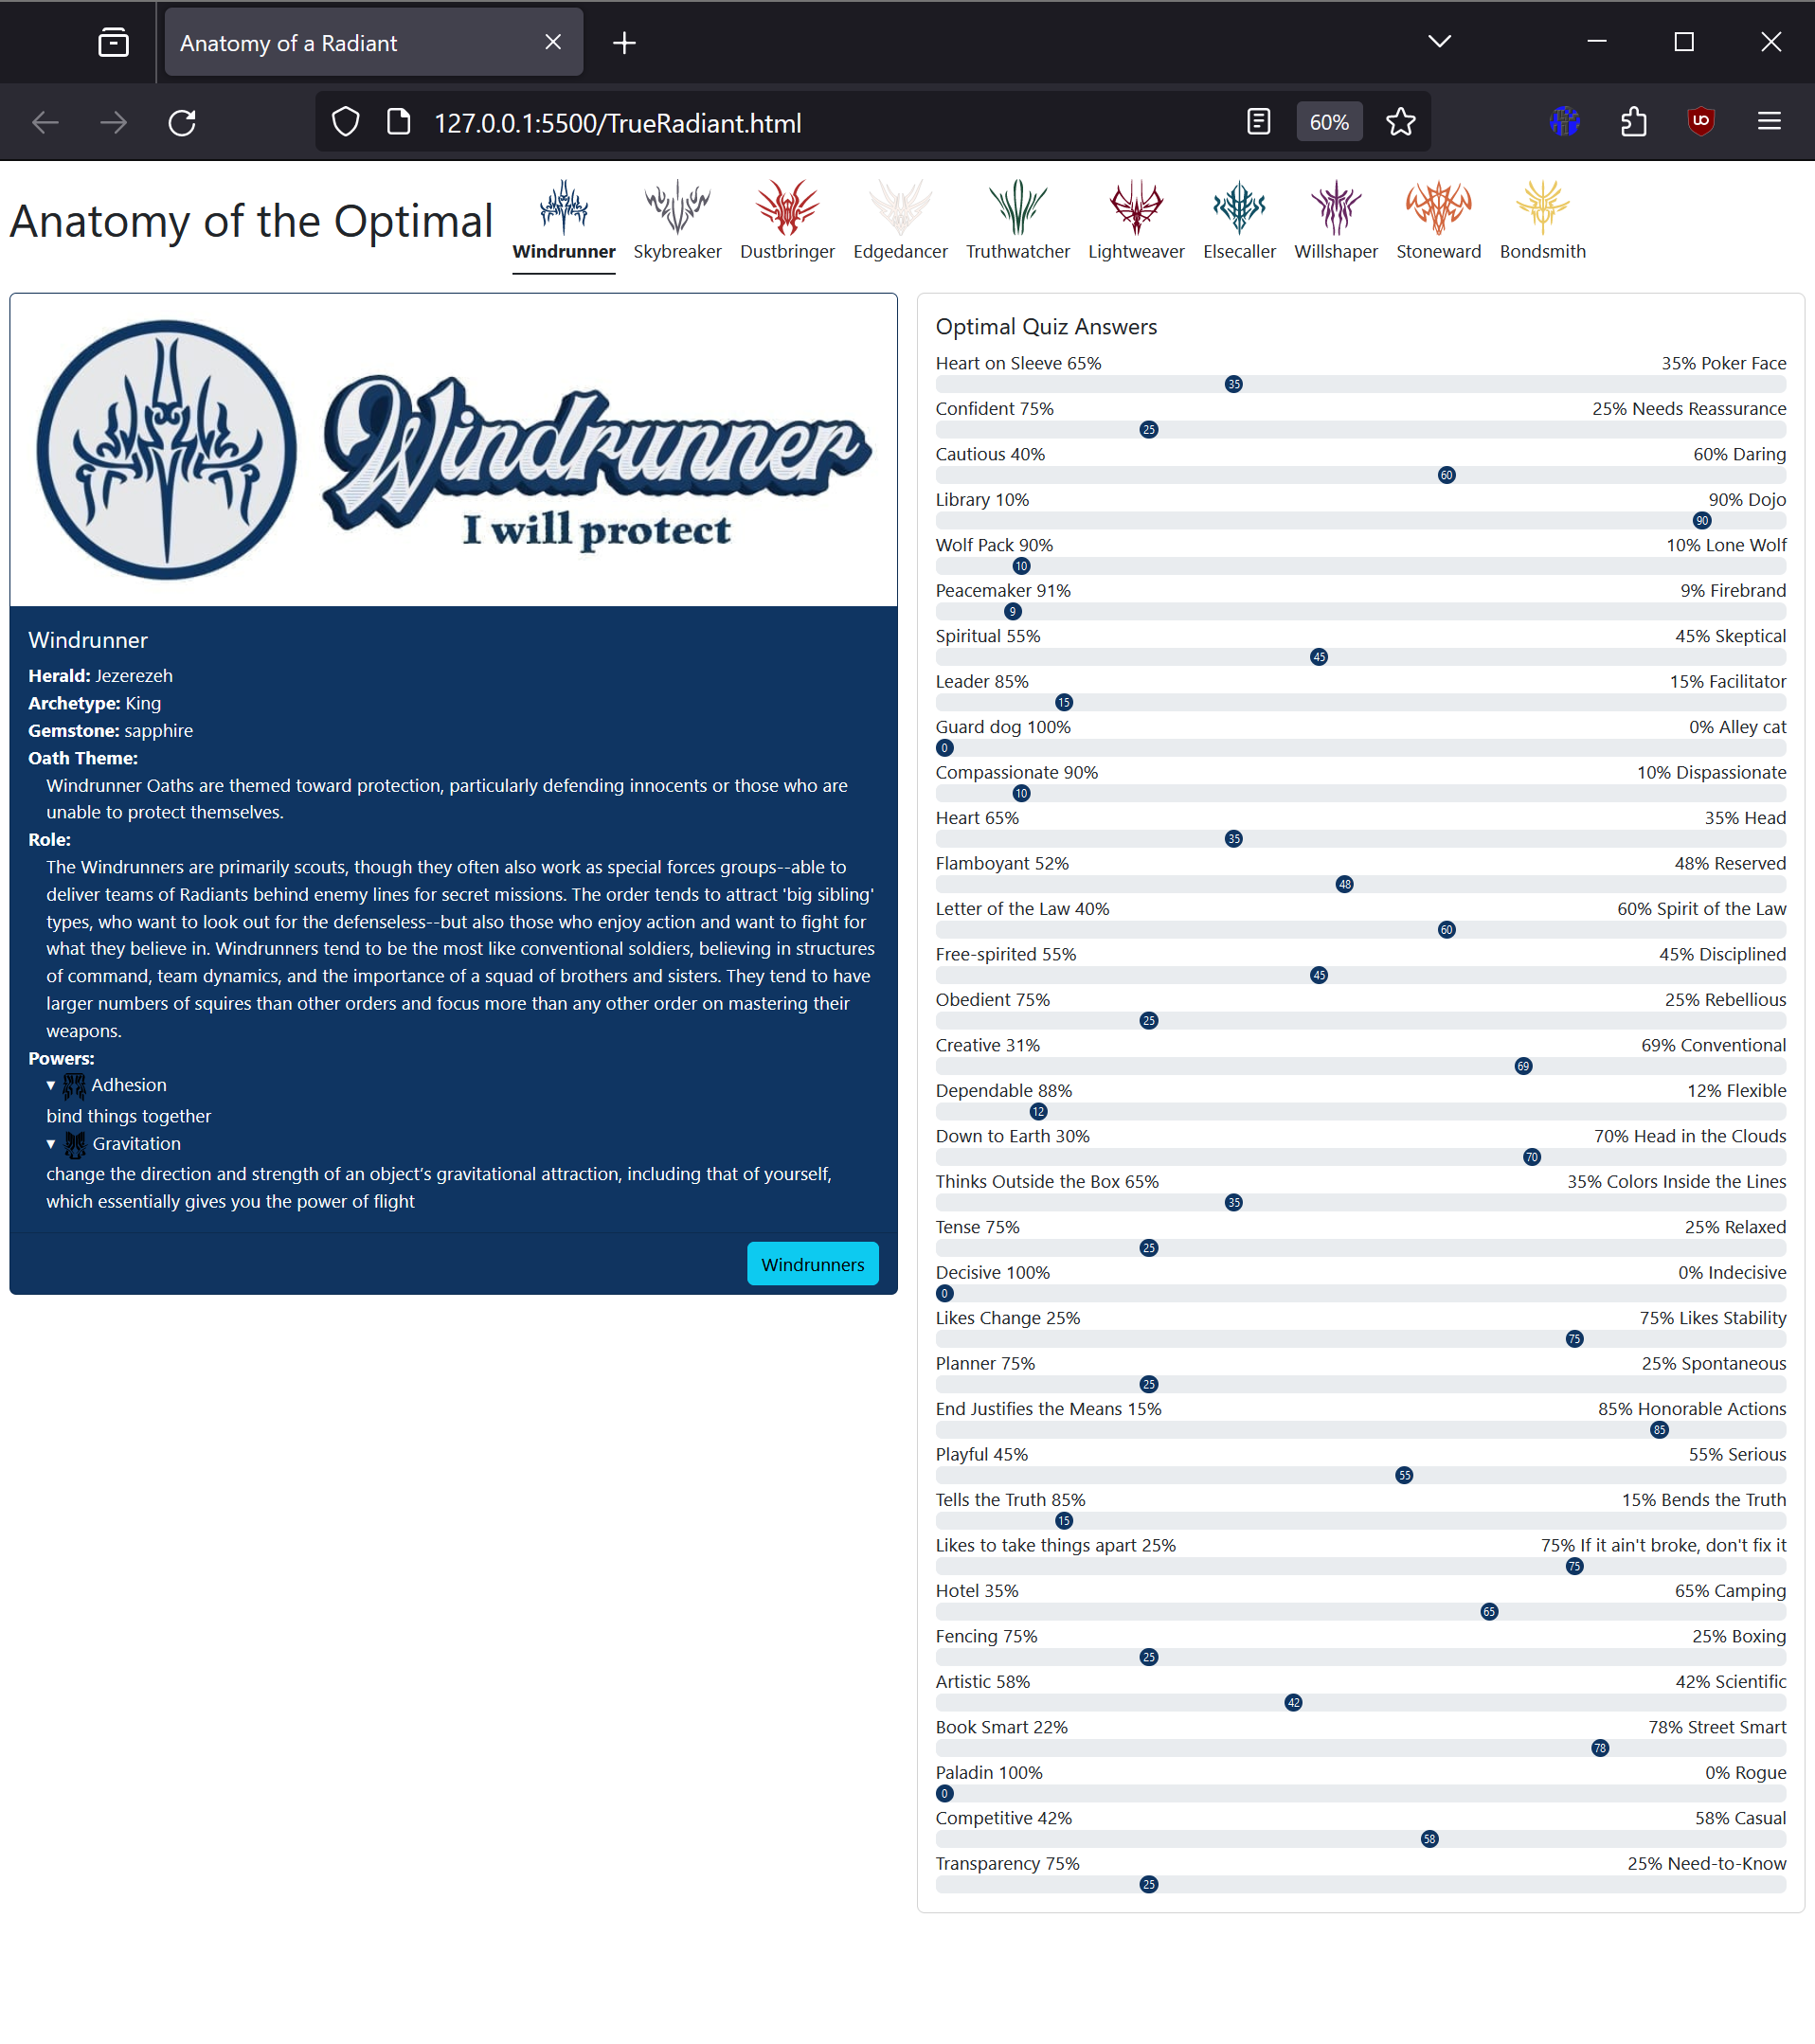 Anatomy of a Radiant
127.0.0.1:5500/TrueRadiant.html
60%
Anatomy of the Optimal
Windrunner
Skybreaker
Dustbringer
Edgedancer
Truthwatcher
Lightweaver
Elsecaller
Willshaper
Stoneward
Bondsmith
Windrunner
I will protect
Windrunner
Herald: Jezerezeh
Archetype: King
Gemstone: sapphire
Oath Theme:
Windrunner Oaths are themed toward protection, particularly defending innocents or those who are
unable to protect themselves.
Role:
The Windrunners are primarily scouts, though they often also work as special forces groups--able to
deliver teams of Radiants behind enemy lines for secret missions. The order tends to attract 'big sibling'
types, who want to look out for the defenseless--but also those who enjoy action and want to fight for
what they believe in. Windrunners tend to be the most like conventional soldiers, believing in structures
of command, team dynamics, and the importance of a squad of brothers and sisters. They tend to have
larger numbers of squires than other orders and focus more than any other order on mastering their
weapons.
Powers:
Adhesion
bind things together
Gravitation
change the direction and strength of an object's gravitational attraction, including that of yourself,
which essentially gives you the power of flight
Windrunners
Optimal Quiz Answers
Heart on Sleeve 65% 35% Poker Face
35
Confident 75% 25% Needs Reassurance
25
Cautious 40% 60% Daring
60
Library 10% 90% Dojo
90
Wolf Pack 90% 10% Lone Wolf
10
Peacemaker 91% 9% Firebrand
9
Spiritual 55% 45% Skeptical
45
Leader 85% 15% Facilitator
15
Guard dog 100% 0% Alley cat
0
Compassionate 90% 10% Dispassionate
10
Heart 65% 35% Head
35
Flamboyant 52% 48% Reserved
48
Letter of the Law 40% 60% Spirit of the Law
60
Free-spirited 55% 45% Disciplined
45
Obedient 75% 25% Rebellious
25
Creative 31% 69% Conventional
69
Dependable 88% 12% Flexible
12
Down to Earth 30% 70% Head in the Clouds
70
Thinks Outside the Box 65% 35% Colors Inside the Lines
35
Tense 75% 25% Relaxed
25
Decisive 100% 0% Indecisive
0
Likes Change 25% 75% Likes Stability
75
Planner 75% 25% Spontaneous
25
End Justifies the Means 15% 85% Honorable Actions
85
Playful 45% 55% Serious
55
Tells the Truth 85% 15% Bends the Truth
15
Likes to take things apart 25% 75% If it ain't broke, don't fix it
75
Hotel 35% 65% Camping
65
Fencing 75% 25% Boxing
25
Artistic 58% 42% Scientific
42
Book Smart 22% 78% Street Smart
78
Paladin 100% 0% Rogue
0
Competitive 42% 58% Casual
58
Transparency 75% 25% Need-to-Know
25